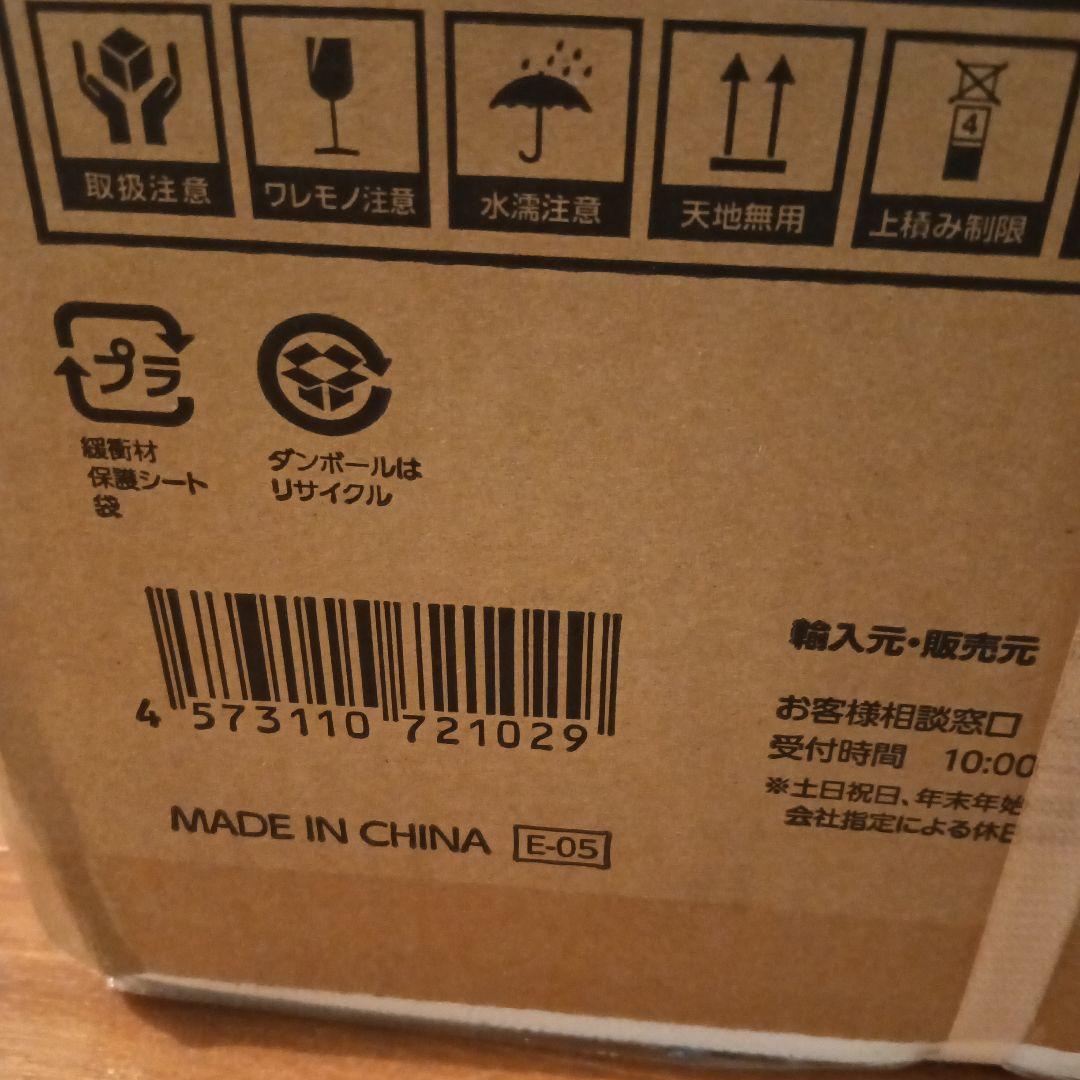 取扱注意
ワレモノ注意
水濡注意
天地無用
4
上積み制限
プラ
緩衝材
保護シート
袋
ダンボールは
リサイクル
4 573110 721029
MADE IN CHINA E-05
輸入元・販売元
お客様相談窓口
受付時間 10:00
※土日祝日、年末年始
会社指定による休日